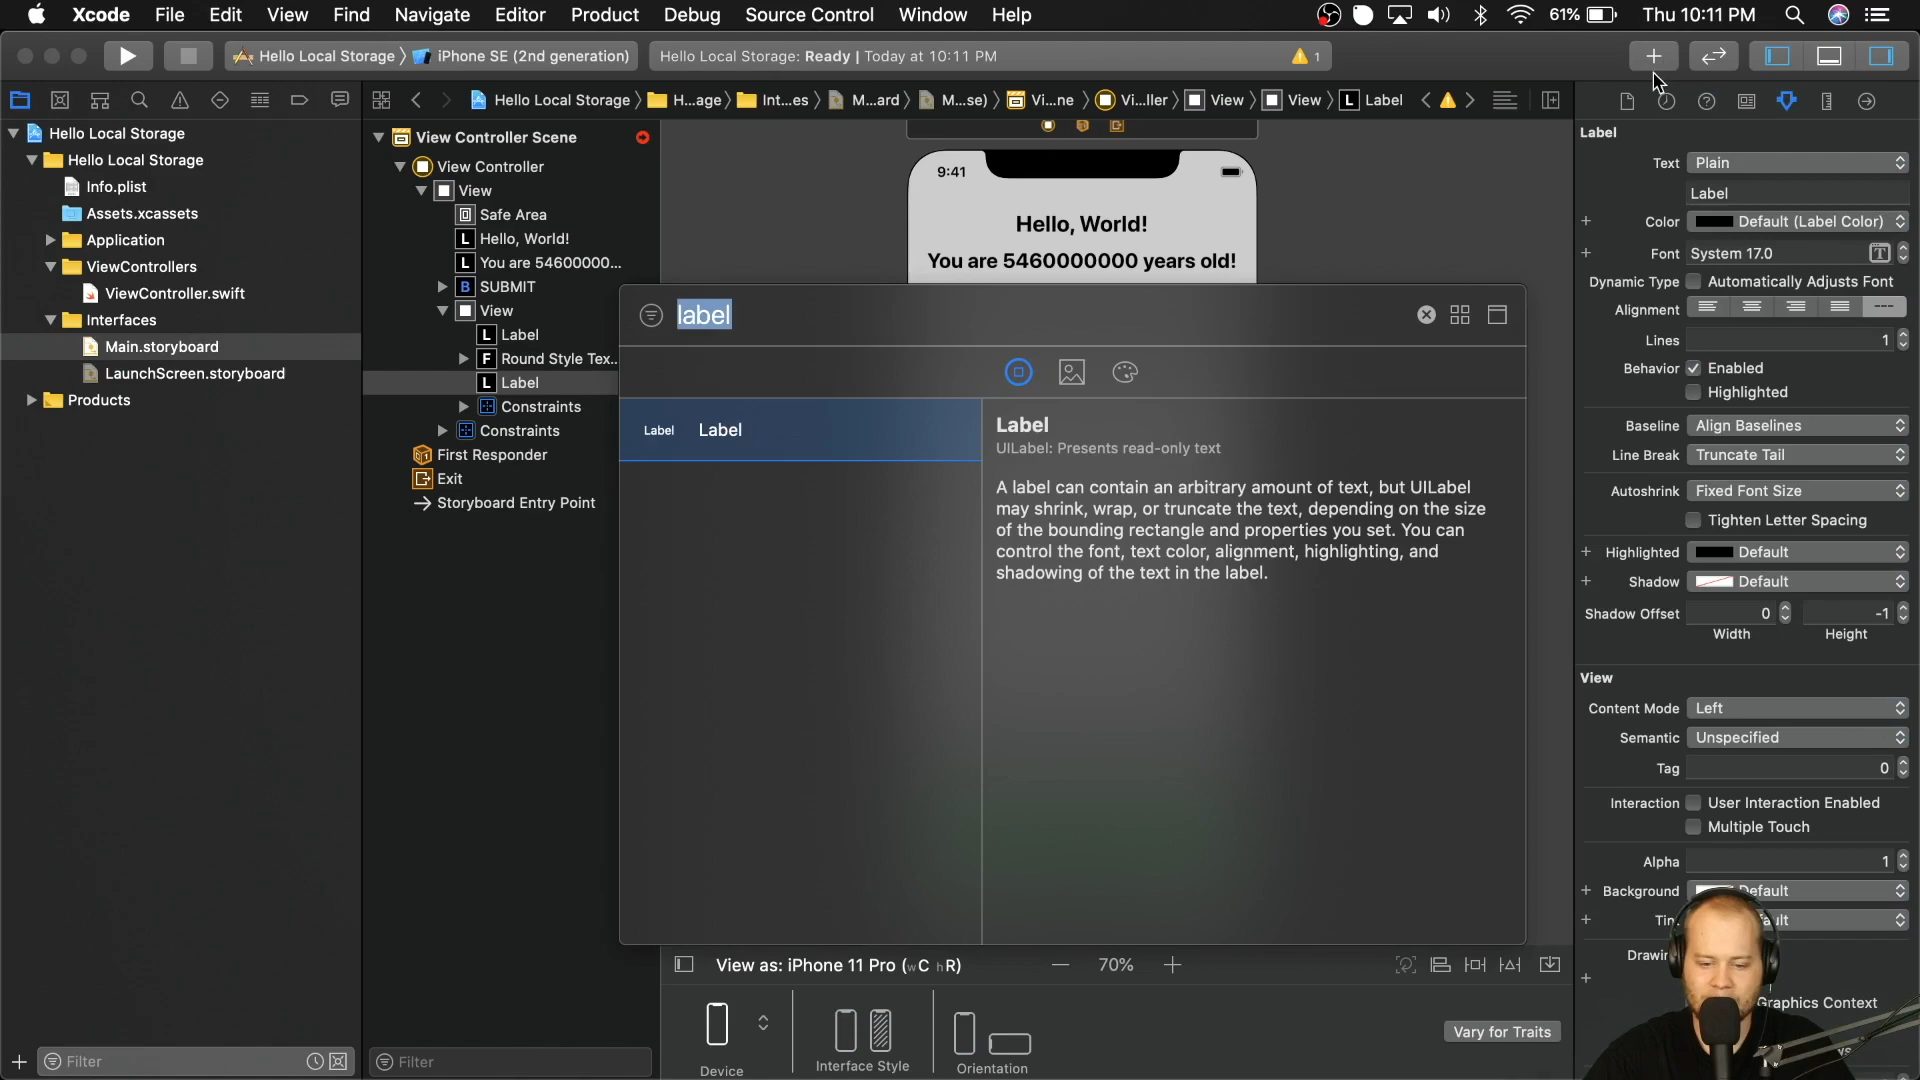 Xcode File Edit View Find Navigate Editor Product Debug Source Control Window Help 61% Thu 10:11 PM
Hello Local Storage iPhone SE (2nd generation) Hello Local Storage: Ready | Today at 10:11 PM 1
Hello Local Storage H...age Int...es M...ard M...se) Vi...ne Vi...ller View View L Label
Hello Local Storage
Hello Local Storage
Info.plist
Assets.xcassets
Application
ViewControllers
ViewController.swift
Interfaces
Main.storyboard
LaunchScreen.storyboard
Products
Filter
View Controller Scene
View Controller
View
Safe Area
L Hello, World!
L You are 54600000...
B SUBMIT
View
L Label
F Round Style Tex...
L Label
Constraints
Constraints
First Responder
Exit
Storyboard Entry Point
Filter
9:41
Hello, World!
You are 5460000000 years old!
label
Label Label
Label
UILabel: Presents read-only text
A label can contain an arbitrary amount of text, but UILabel
may shrink, wrap, or truncate the text, depending on the size
of the bounding rectangle and properties you set. You can
control the font, text color, alignment, highlighting, and
shadowing of the text in the label.
View as: iPhone 11 Pro (wC hR) 70%
Device
Interface Style
Orientation
Vary for Traits
Label
Text Plain
Label
Color Default (Label Color)
Font System 17.0 T
Dynamic Type Automatically Adjusts Font
Alignment
Lines 1
Behavior Enabled
Highlighted
Baseline Align Baselines
Line Break Truncate Tail
Autoshrink Fixed Font Size
Tighten Letter Spacing
Highlighted Default
Shadow Default
Shadow Offset 0 -1
Width Height
View
Content Mode Left
Semantic Unspecified
Tag 0
Interaction User Interaction Enabled
Multiple Touch
Alpha 1
Background Default
Graphics Context